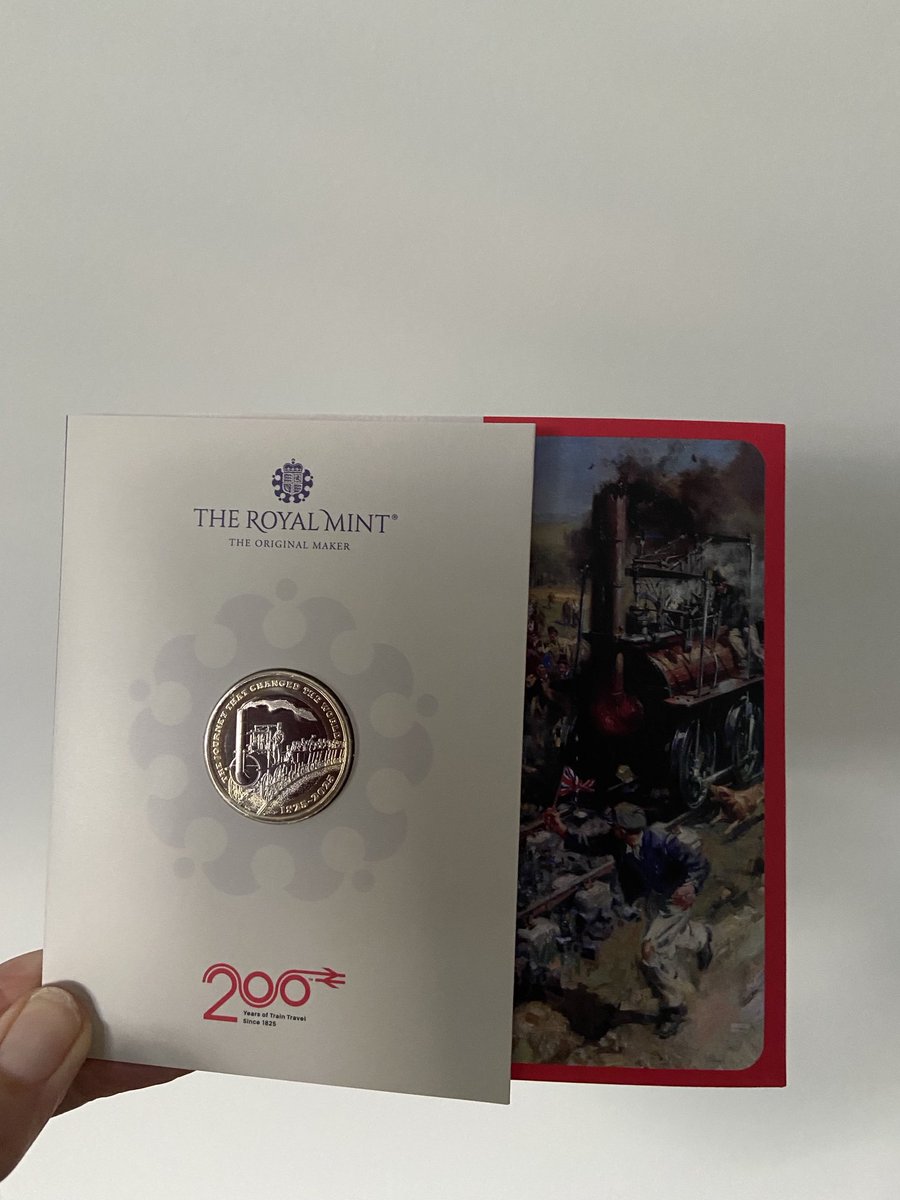 THE ROYAL MINT®
THE ORIGINAL MAKER
THE JOURNEY THAT CHANGED THE WORLD
1825-2025
200™
Years of Train Travel
Since 1825